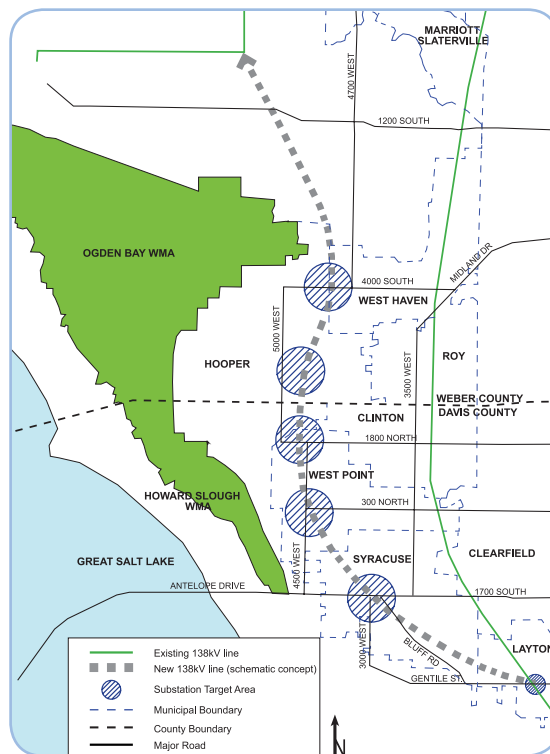 MARRIOTT
SLATERVILLE
4700 WEST
1200 SOUTH
OGDEN BAY WMA
MIDLAND DR
4000 SOUTH
WEST HAVEN
5000 WEST
HOOPER
3500 WEST
ROY
WEBER COUNTY
DAVIS COUNTY
CLINTON
1800 NORTH
WEST POINT
HOWARD SLOUGH
WMA
300 NORTH
4500 WEST
SYRACUSE
CLEARFIELD
GREAT SALT LAKE
ANTELOPE DRIVE
1700 SOUTH
3000 WEST
BLUFF RD
LAYTON
GENTILE ST.
Existing 138kV line
New 138kV line (schematic concept)
Substation Target Area
Municipal Boundary
County Boundary
Major Road
N